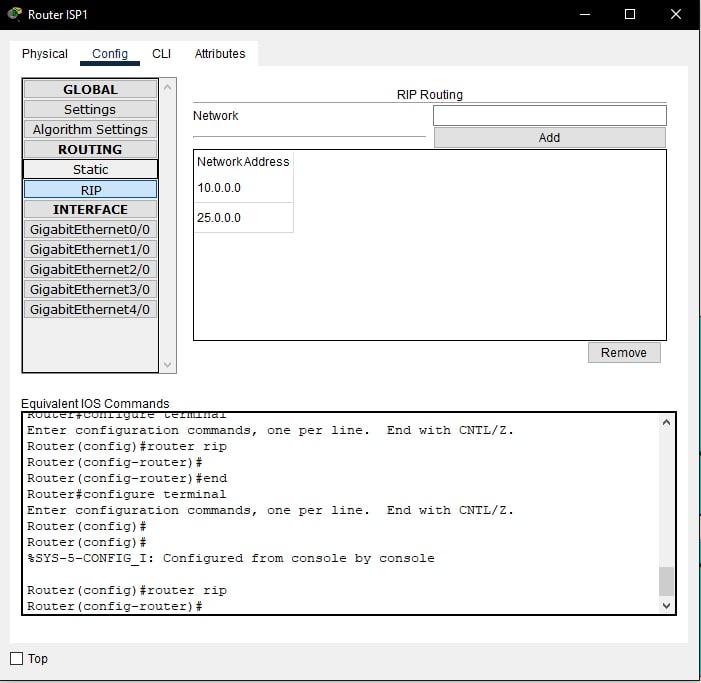 Router ISP1
Physical Config CLI Attributes
GLOBAL
Settings
Algorithm Settings
ROUTING
Static
RIP
INTERFACE
GigabitEthernet0/0
GigabitEthernet1/0
GigabitEthernet2/0
GigabitEthernet3/0
GigabitEthernet4/0
RIP Routing
Network
Add
Network Address
10.0.0.0
25.0.0.0
Remove
Equivalent IOS Commands
Router#configure terminal
Enter configuration commands, one per line.  End with CNTL/Z.
Router(config)#router rip
Router(config-router)#
Router(config-router)#end
Router#configure terminal
Enter configuration commands, one per line.  End with CNTL/Z.
Router(config)#
Router(config)#
%SYS-5-CONFIG_I: Configured from console by console
Router(config)#router rip
Router(config-router)#
Top